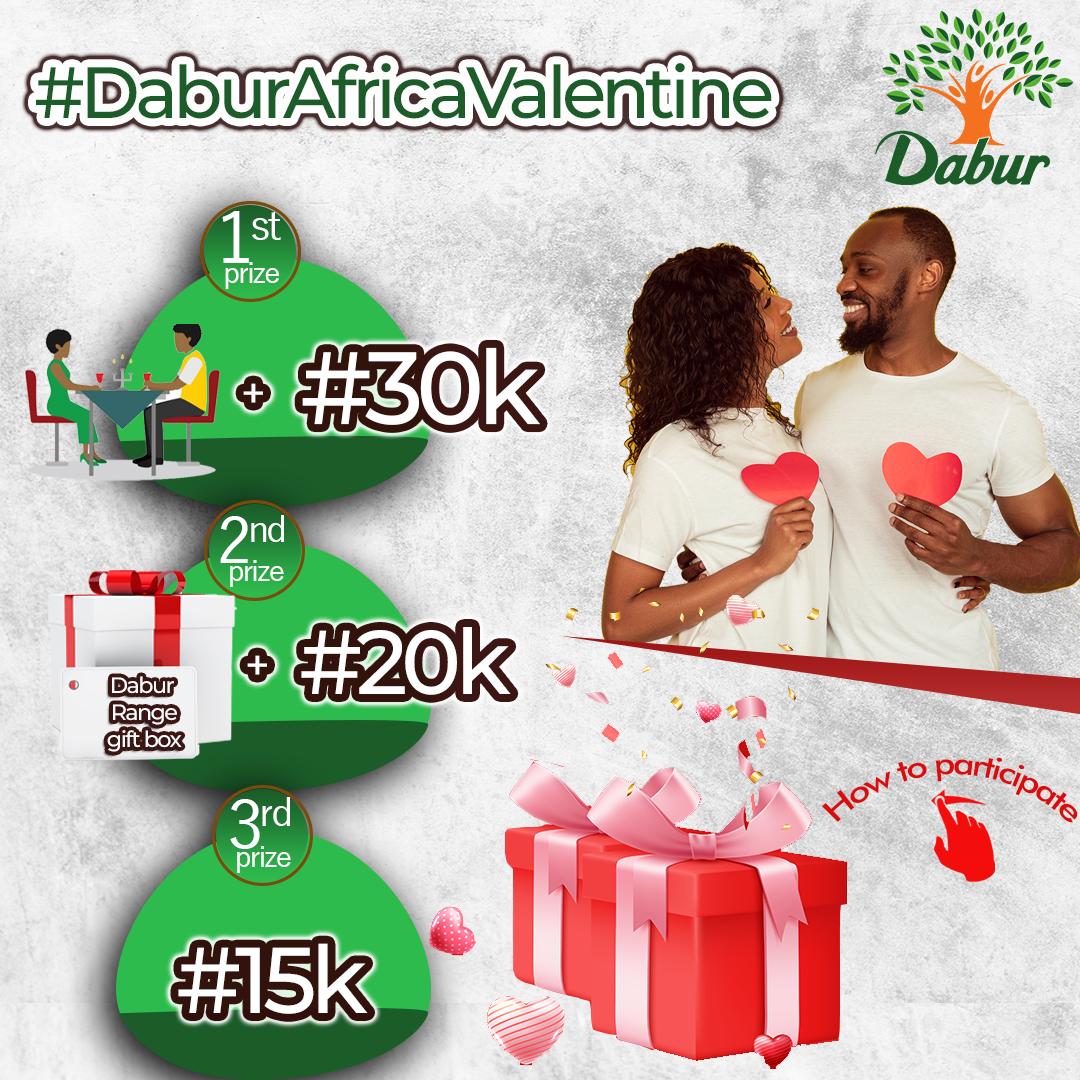 #DaburAfricaValentine
Dabur
1st
prize
+ #30k
2nd
prize
Dabur
Range
gift box
+ #20k
3rd
prize
#15k
How to participate